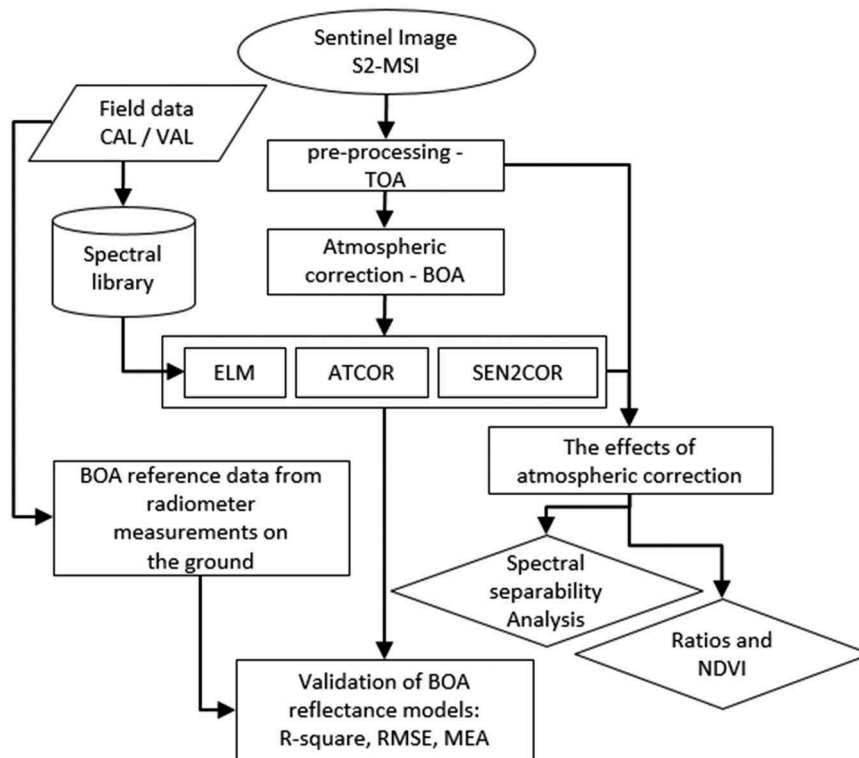 Sentinel Image
S2-MSI
Field data
CAL / VAL
pre-processing -
TOA
Spectral
library
Atmospheric
correction - BOA
ELM
ATCOR
SEN2COR
The effects of
atmospheric correction
BOA reference data from
radiometer
measurements on
the ground
Spectral
separability
Analysis
Ratios and
NDVI
Validation of BOA
reflectance models:
R-square, RMSE, MEA